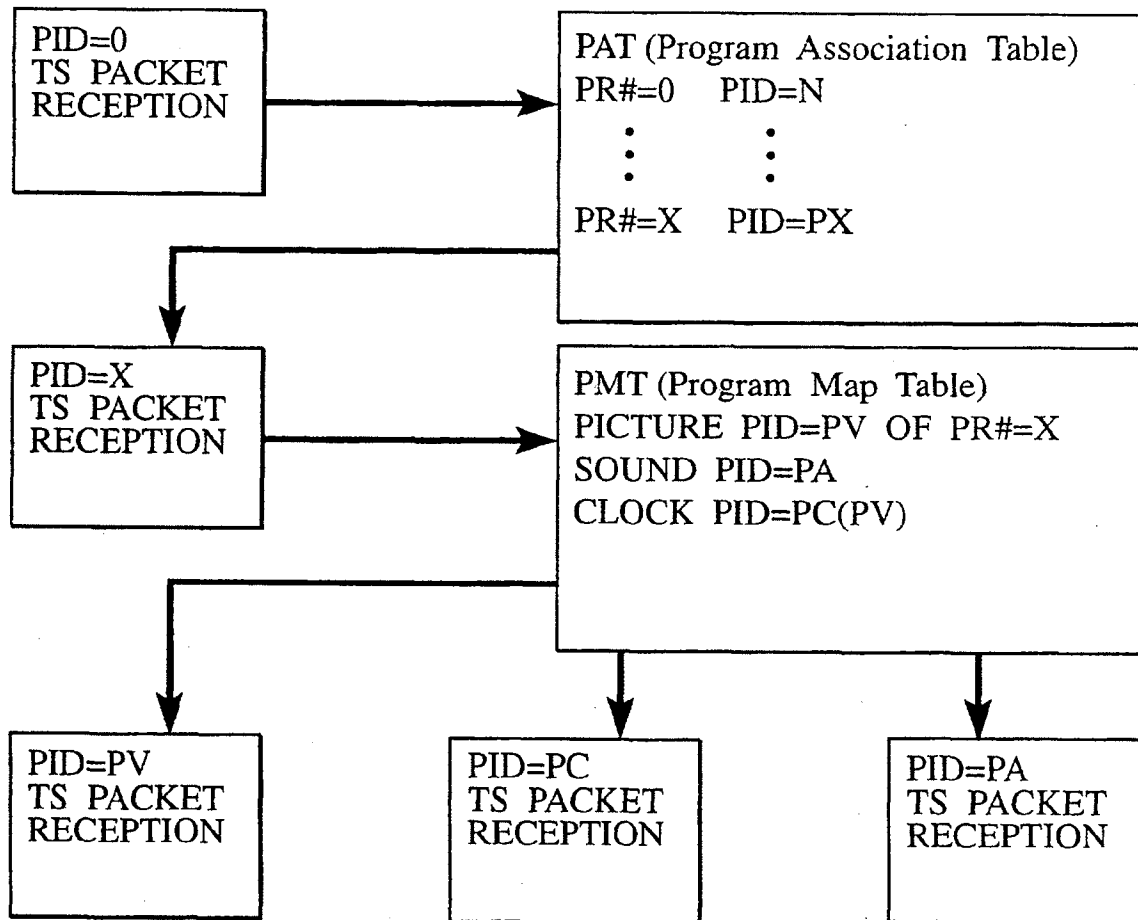 PID=0
TS PACKET
RECEPTION
PAT (Program Association Table)
PR#=0 PID=N
PR#=X PID=PX
PID=X
TS PACKET
RECEPTION
PMT (Program Map Table)
PICTURE PID=PV OF PR#=X
SOUND PID=PA
CLOCK PID=PC(PV)
PID=PV
TS PACKET
RECEPTION
PID=PC
TS PACKET
RECEPTION
PID=PA
TS PACKET
RECEPTION